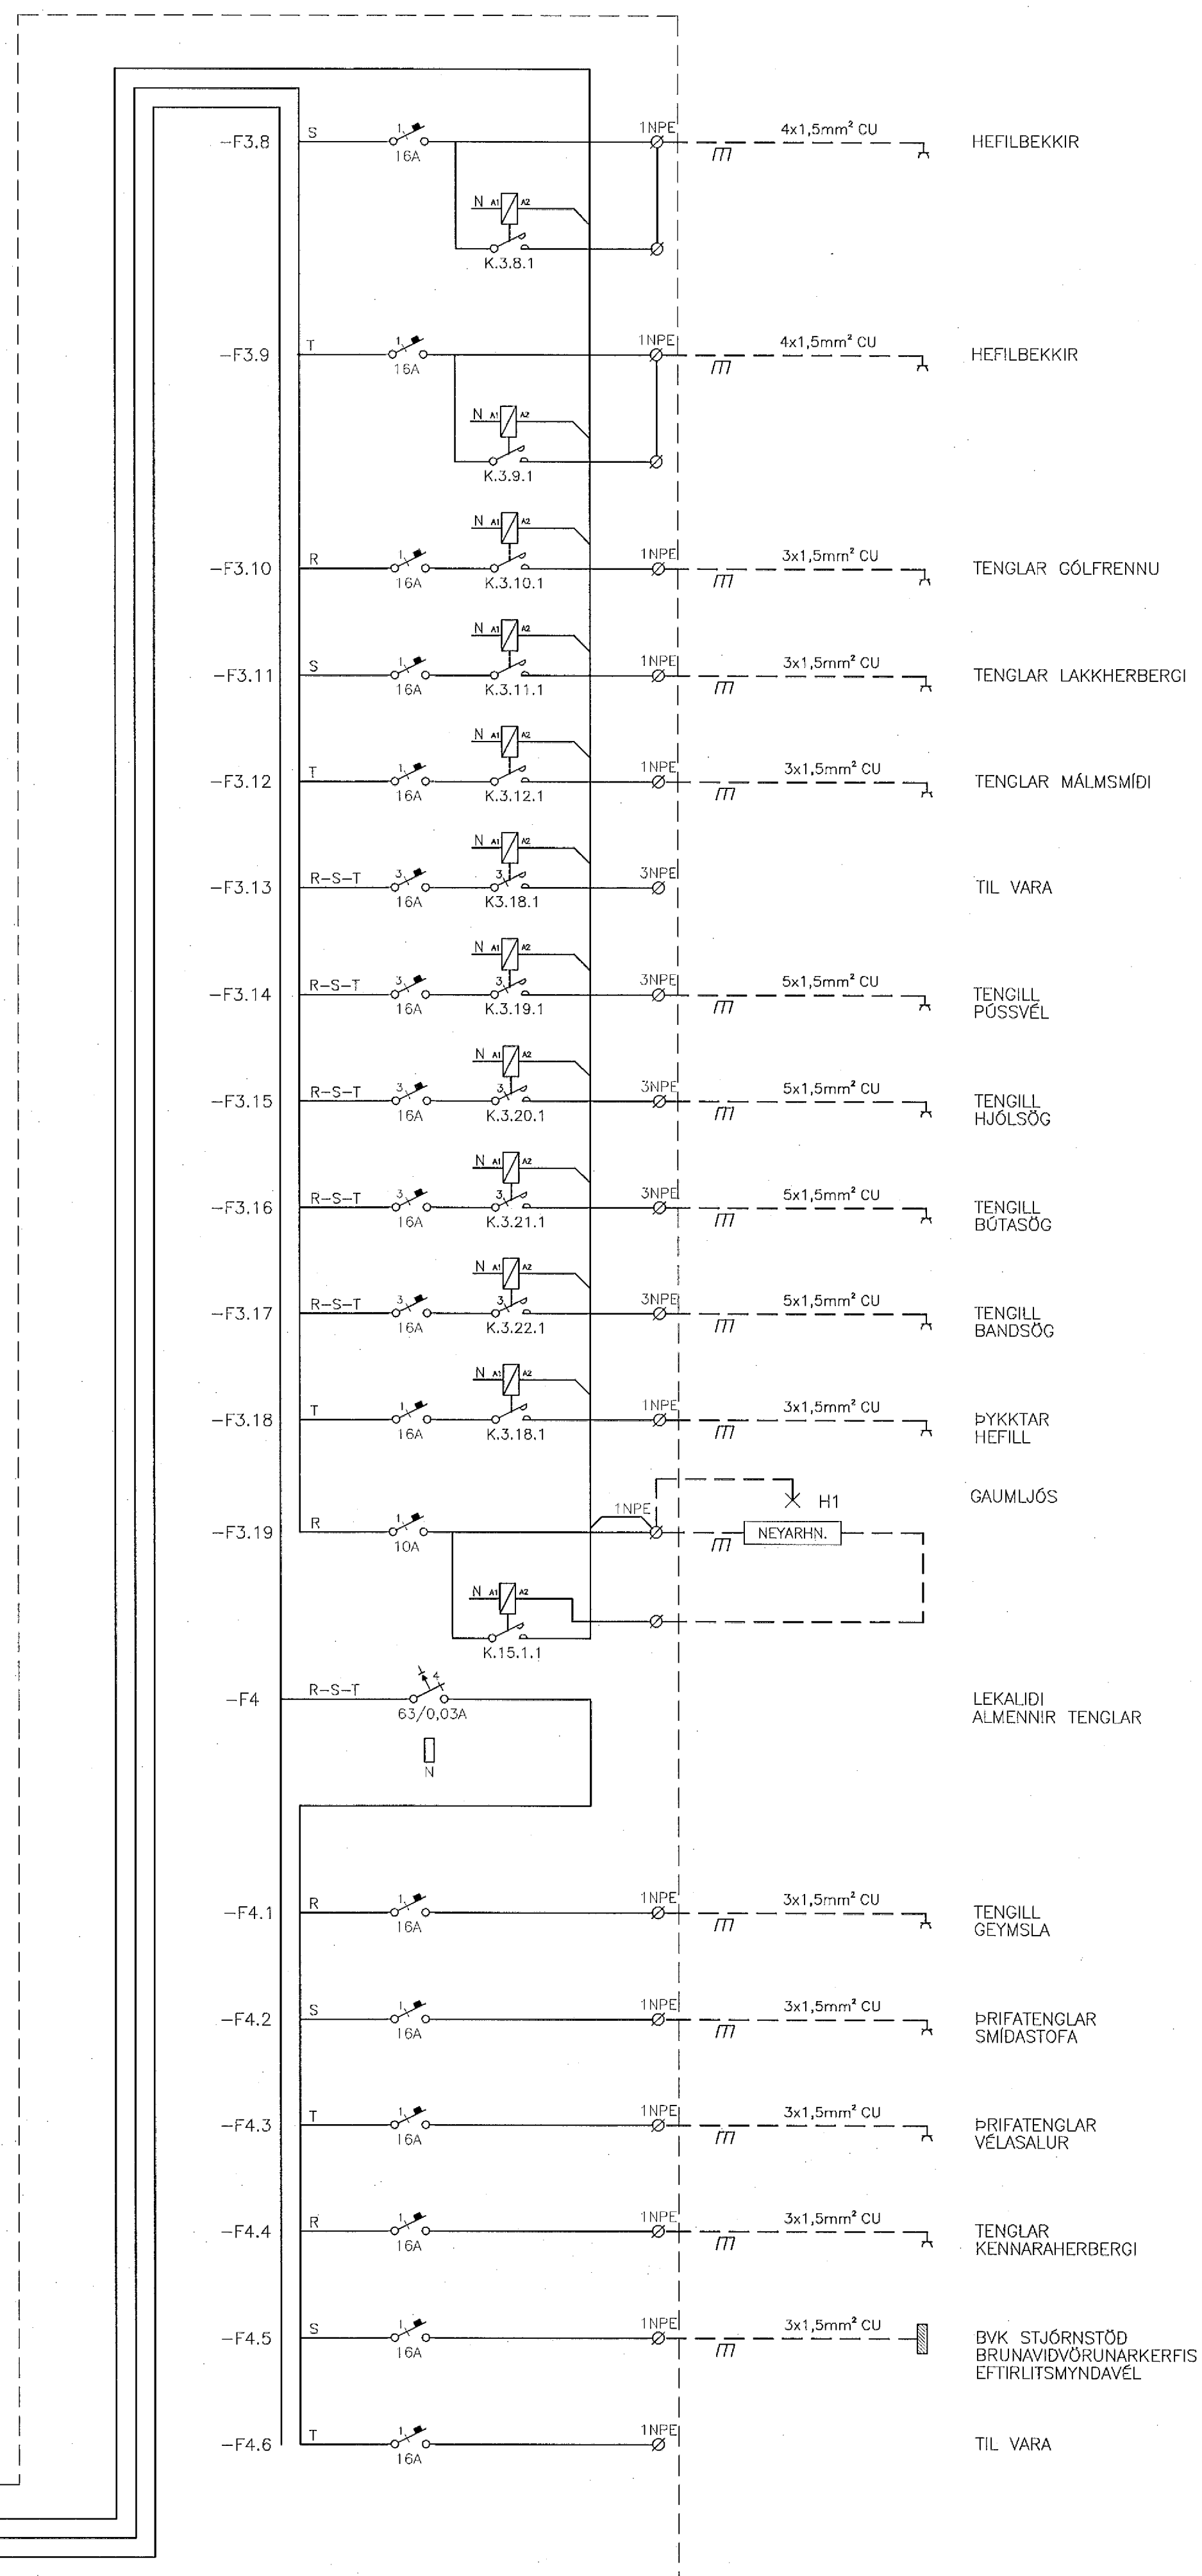 -F3.8 S 1 16A 1NPE 4x1,5mm² CU HEFILBEKKIR
N A1 A2
K.3.8.1
-F3.9 T 1 16A 1NPE 4x1,5mm² CU HEFILBEKKIR
N A1 A2
K.3.9.1
N A1 A2
-F3.10 R 1 16A K.3.10.1 1NPE 3x1,5mm² CU TENGLAR GÓLFRENNU
N A1 A2
-F3.11 S 1 16A K.3.11.1 1NPE 3x1,5mm² CU TENGLAR LAKKHERBERGI
N A1 A2
-F3.12 T 1 16A K.3.12.1 1NPE 3x1,5mm² CU TENGLAR MÁLMSMÍDI
N A1 A2
-F3.13 R-S-T 3 16A 3 K3.18.1 3NPE TIL VARA
N A1 A2
-F3.14 R-S-T 3 16A 3 K.3.19.1 3NPE 5x1,5mm² CU TENGILL
PÚSSVÉL
N A1 A2
-F3.15 R-S-T 3 16A 3 K.3.20.1 3NPE 5x1,5mm² CU TENGILL
HJÓLSÖG
N A1 A2
-F3.16 R-S-T 3 16A 3 K.3.21.1 3NPE 5x1,5mm² CU TENGILL
BÚTASÖG
N A1 A2
-F3.17 R-S-T 3 16A 3 K.3.22.1 3NPE 5x1,5mm² CU TENGILL
BANDSÖG
N A1 A2
-F3.18 T 1 16A K.3.18.1 1NPE 3x1,5mm² CU ÞYKKTAR
HEFILL
H1 GAUMLJÓS
-F3.19 R 1 10A 1NPE NEYARHN.
N A1 A2
K.15.1.1
-F4 R-S-T 4 63/0,03A LEKALIDI
ALMENNIR TENGLAR
N
-F4.1 R 1 16A 1NPE 3x1,5mm² CU TENGILL
GEYMSLA
-F4.2 S 1 16A 1NPE 3x1,5mm² CU ÞRIFATENGLAR
SMÍDASTOFA
-F4.3 T 1 16A 1NPE 3x1,5mm² CU ÞRIFATENGLAR
VÉLASALUR
-F4.4 R 1 16A 1NPE 3x1,5mm² CU TENGLAR
KENNARAHERBERGI
-F4.5 S 1 16A 1NPE 3x1,5mm² CU BVK STJÓRNSTÖD
BRUNAVIDVÖRUNARKERFIS
EFTIRLITSMYNDAVÉL
-F4.6 T 1 16A 1NPE TIL VARA